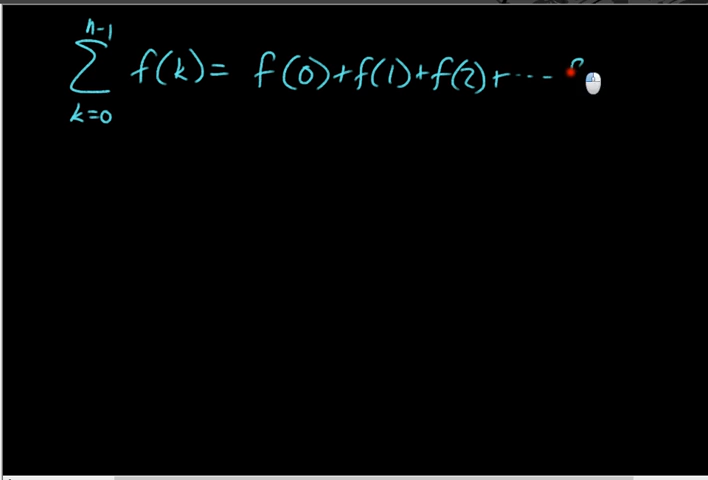 n-1
∑ f(k)= f(0)+f(1)+f(2)+···
k=0